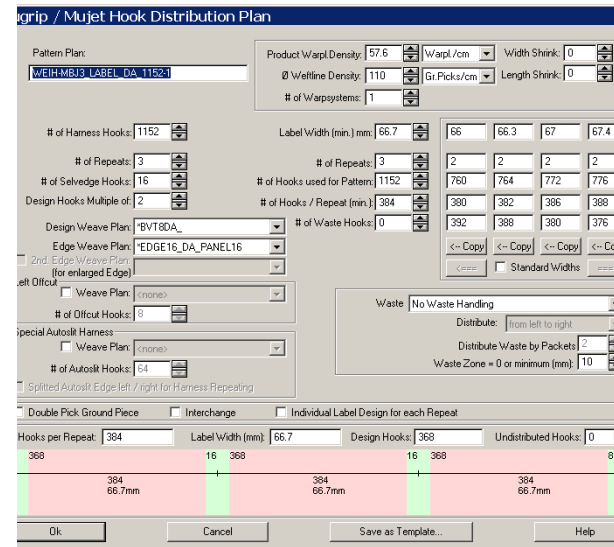 ugrip / Mujet Hook Distribution Plan
Pattern Plan:
WEIH-MBJ3_LABEL_DA_1152-1
Product Warpl.Density: 57.6 Warpl./cm Width Shrink: 0
Ø Weftline Density: 110 Gr.Picks/cm Length Shrink: 0
# of Warpsystems: 1
# of Harness Hooks: 1152
Label Width (min.) mm: 66.7 66 66.3 67 67.4
# of Repeats: 3
# of Repeats: 3 2 2 2 2
# of Selvedge Hooks: 16
# of Hooks used for Pattern: 1152 760 764 772 776
Design Hooks Multiple of: 2
# of Hooks / Repeat (min.): 384 380 382 386 388
Design Weave Plan: *BVT8DA_
# of Waste Hooks: 0 392 388 380 376
Edge Weave Plan: *EDGE16_DA_PANEL16
<-- Copy <-- Copy <-- Copy <-- Co
2nd. Edge Weave Plan:
(for enlarged Edge)
<=== Standard Widths ===
Left Offcut
Weave Plan: <none>
# of Offcut Hooks: 8
Waste No Waste Handling
Distribute: from left to right
Special Autoslit Harness
Weave Plan: <none>
Distribute Waste by Packets 2
# of Autoslit Hooks: 64
Waste Zone = 0 or minimum (mm): 10
Splitted Autoslit Edge left / right for Harness Repeating
Double Pick Ground Piece Interchange Individual Label Design for each Repeat
Hooks per Repeat: 384 Label Width (mm): 66.7 Design Hooks: 368 Undistributed Hooks: 0
368 16 368 16 368 8
384 384 384
66.7mm 66.7mm 66.7mm
Ok Cancel Save as Template... Help